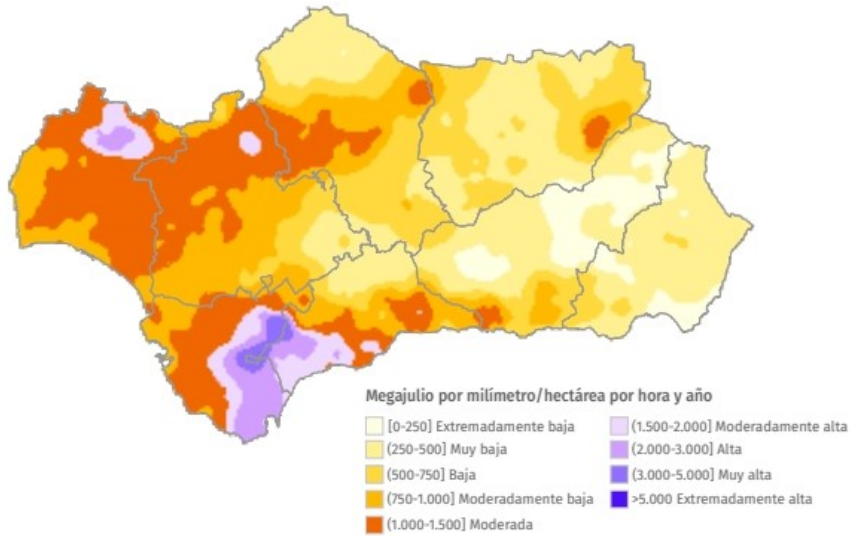 Megajulio por milímetro/hectárea por hora y año
[0-250] Extremadamente baja
(250-500] Muy baja
(500-750] Baja
(750-1.000] Moderadamente baja
(1.000-1.500] Moderada
(1.500-2.000] Moderadamente alta
(2.000-3.000] Alta
(3.000-5.000] Muy alta
>5.000 Extremadamente alta